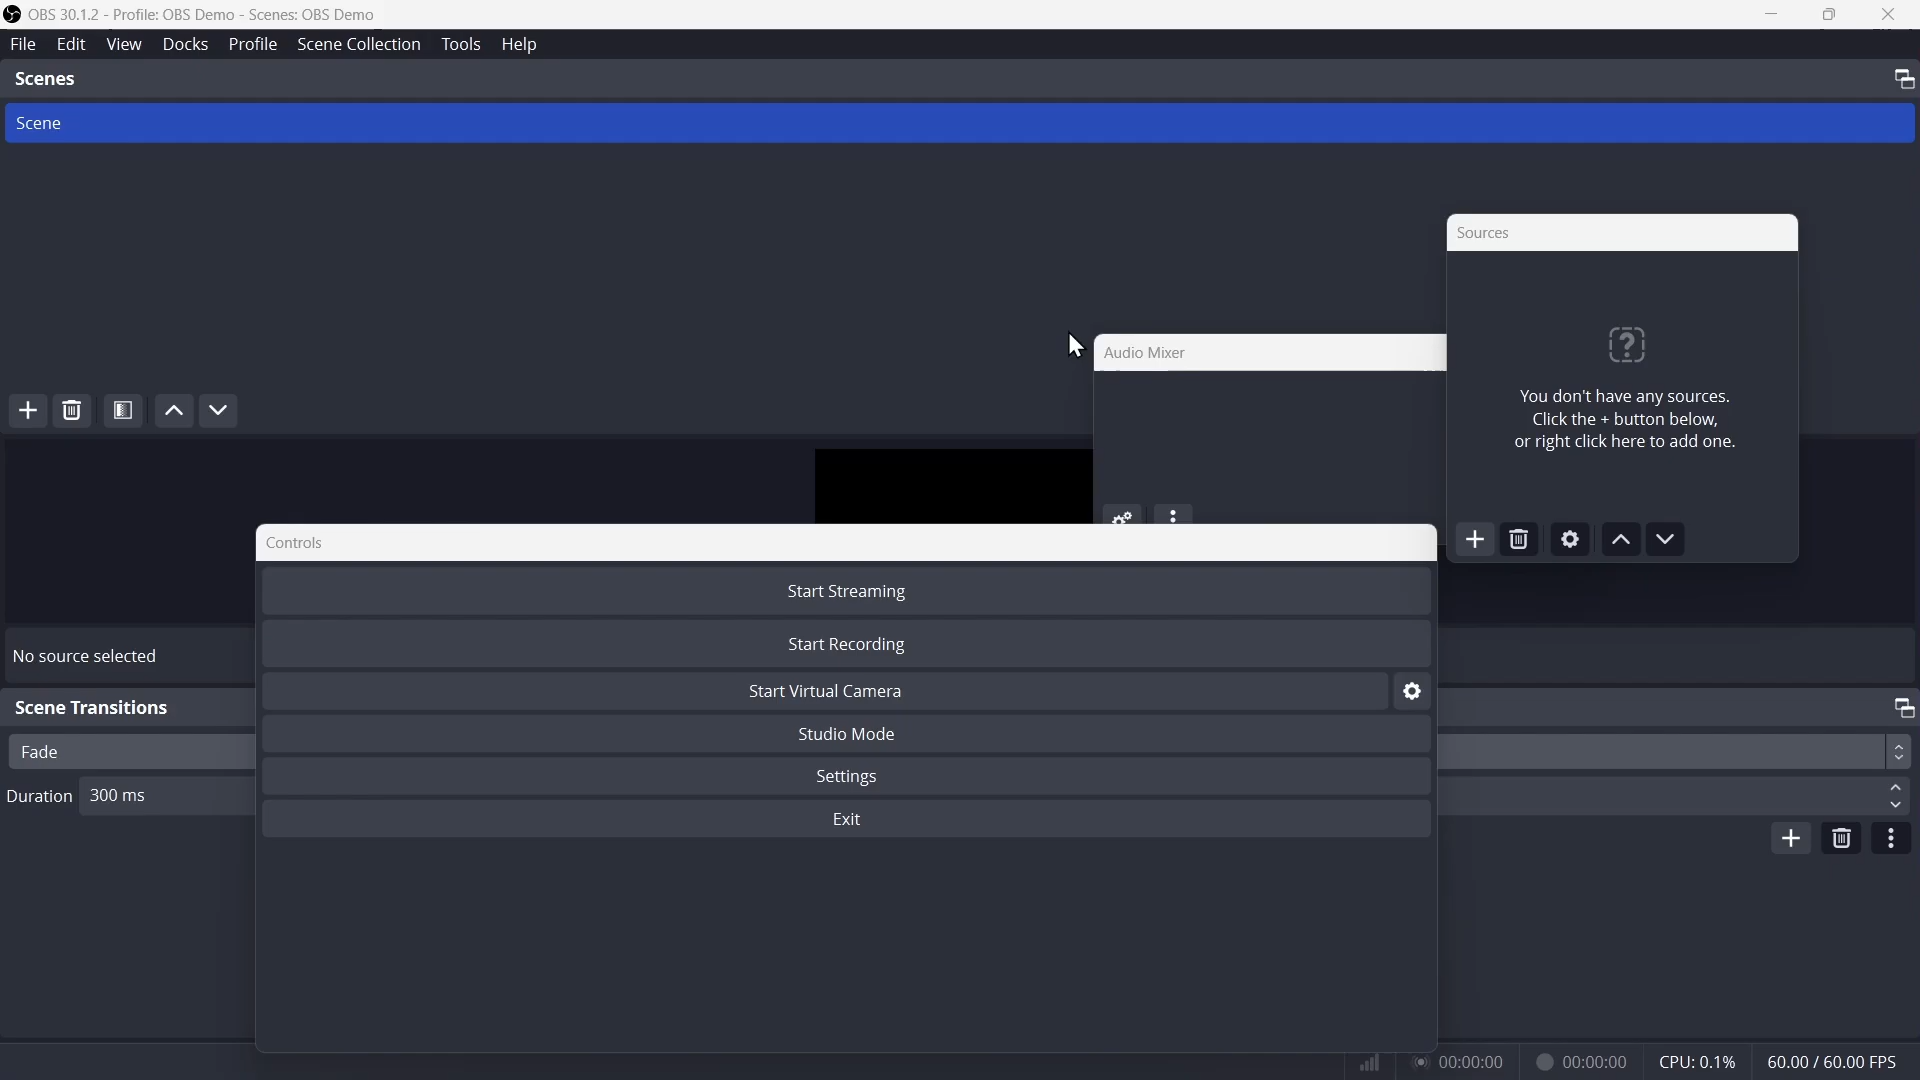 OBS 30.1.2 - Profile: OBS Demo - Scenes: OBS Demo
File Edit View Docks Profile Scene Collection Tools Help
Scenes
Scene
Sources
You don't have any sources.
Click the + button below,
or right click here to add one.
Audio Mixer
Controls
Start Streaming
Start Recording
Start Virtual Camera
Studio Mode
Settings
Exit
No source selected
Scene Transitions
Fade
Duration 300 ms
00:00:00 00:00:00 CPU: 0.1% 60.00 / 60.00 FPS